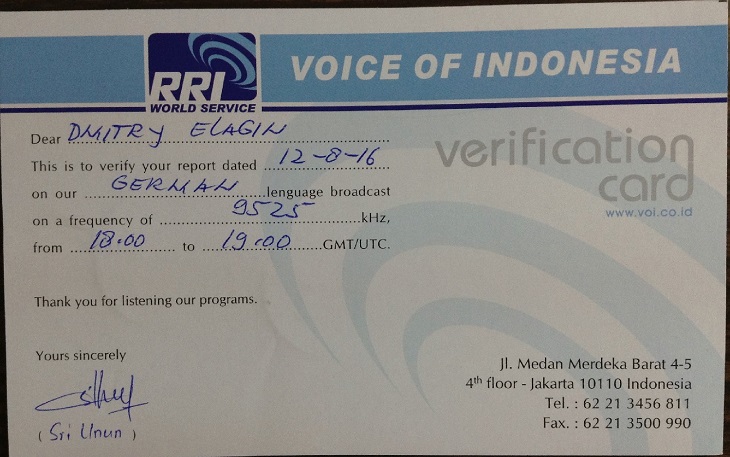 RRI
WORLD SERVICE
VOICE OF INDONESIA
verification
card
www.voi.co.id
Dear DMITRY ELAGIN
This is to verify your report dated 12-8-16
on our GERMAN lenguage broadcast
on a frequency of 9525 kHz,
from 18.00 to 19.00 GMT/UTC.
Thank you for listening our programs.
Yours sincerely
( Sri Unun )
Jl. Medan Merdeka Barat 4-5
4th floor - Jakarta 10110 Indonesia
Tel. : 62 21 3456 811
Fax. : 62 21 3500 990